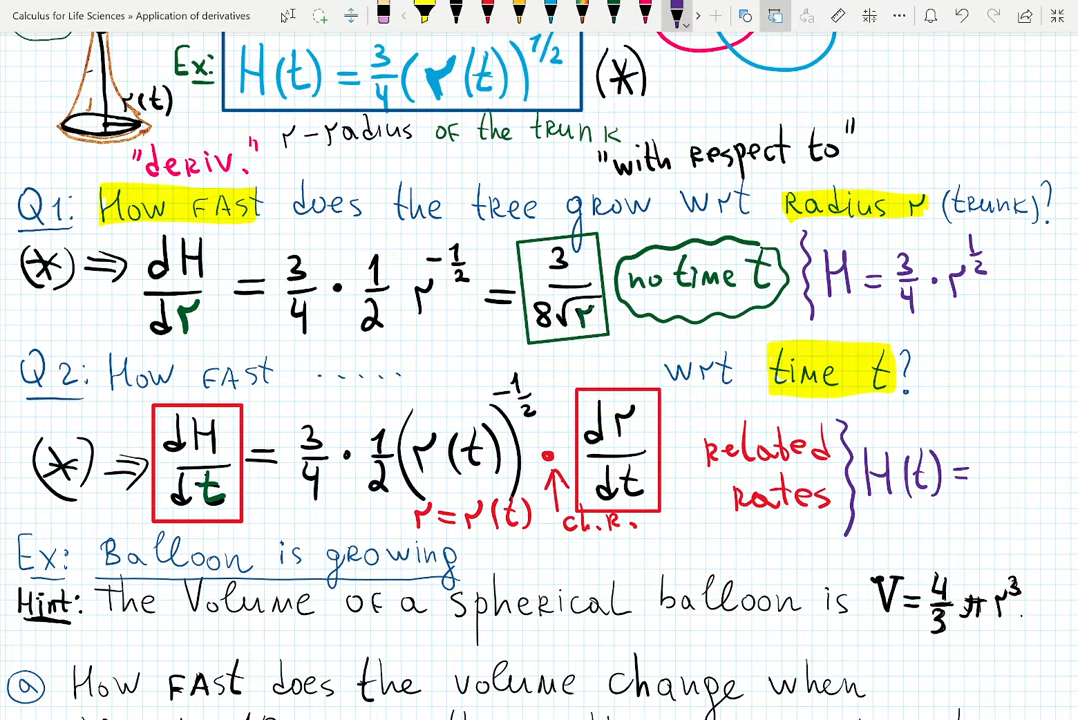 Calculus for Life Sciences » Application of derivatives
Ex: H(t) = 3/4 (r(t))^1/2 (*)
r(t)
r - radius of the trunk
"deriv." "with respect to"
Q1: How FAST does the tree grow wrt Radius r (trunk)?
(*) ⇒ dH/dr = 3/4 · 1/2 r^-1/2 = 3/8√r no time t } H = 3/4 · r^1/2
Q2: How FAST ..... wrt time t?
(*) ⇒ dH/dt = 3/4 · 1/2 (r(t))^-1/2 · dr/dt Related rates } H(t) =
r = r(t) ↑ ch.R.
Ex: Balloon is growing
Hint: The Volume of a spherical balloon is V = 4/3 π r^3.
(a) How FAST does the volume change when